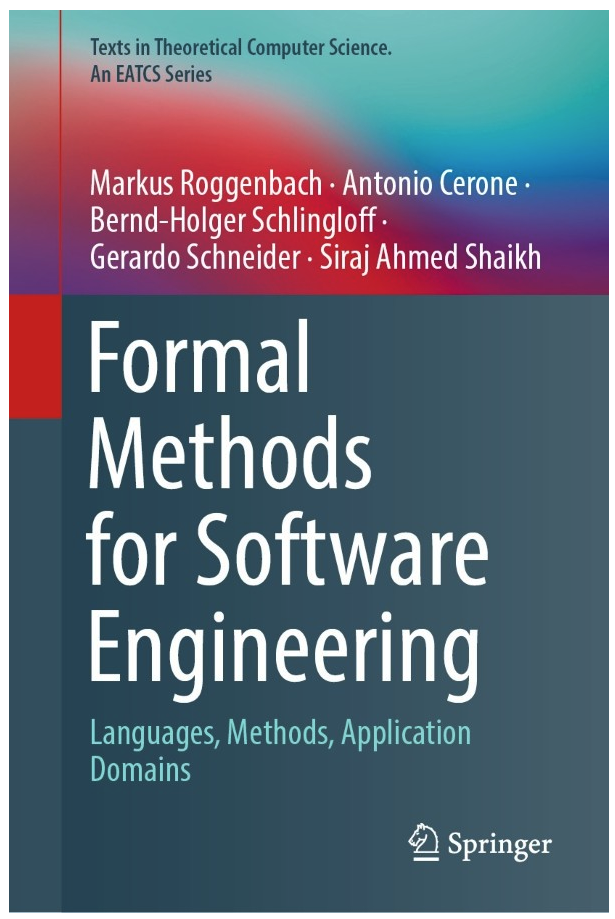 Texts in Theoretical Computer Science.
An EATCS Series
Markus Roggenbach · Antonio Cerone ·
Bernd-Holger Schlingloff ·
Gerardo Schneider · Siraj Ahmed Shaikh
Formal
Methods
for Software
Engineering
Languages, Methods, Application
Domains
Springer